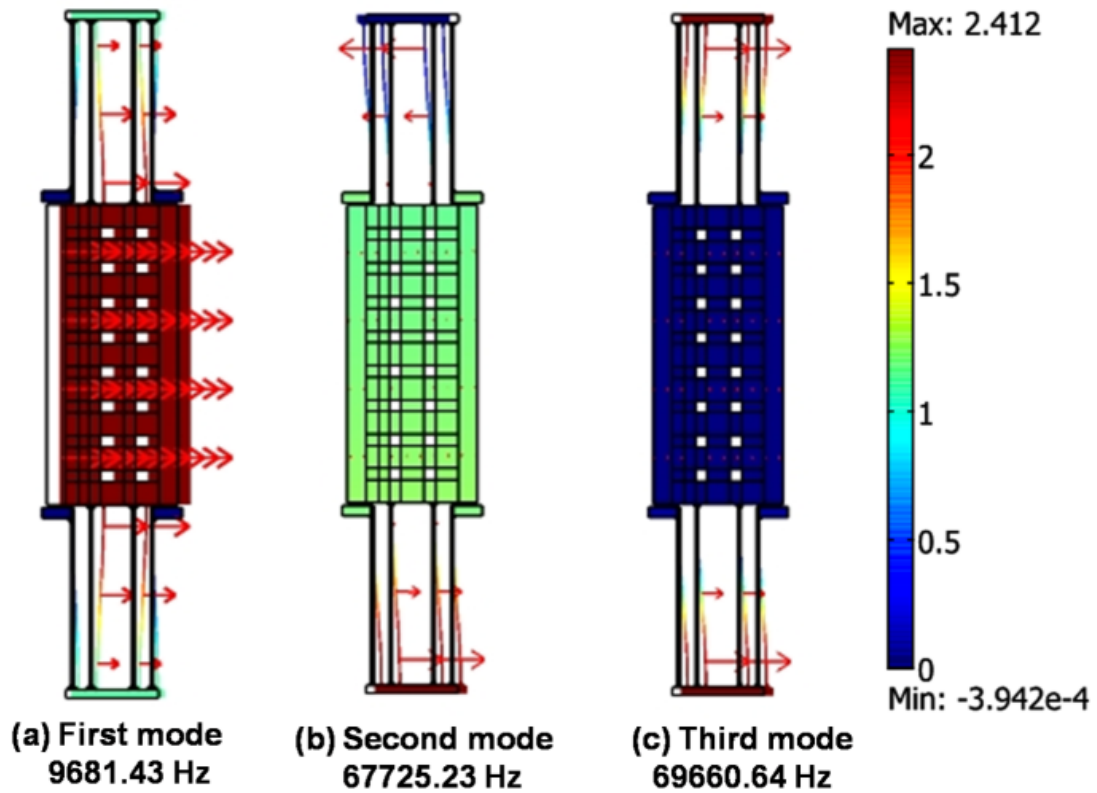 Max: 2.412
2
1.5
1
0.5
0
Min: -3.942e-4
(a) First mode
9681.43 Hz
(b) Second mode
67725.23 Hz
(c) Third mode
69660.64 Hz